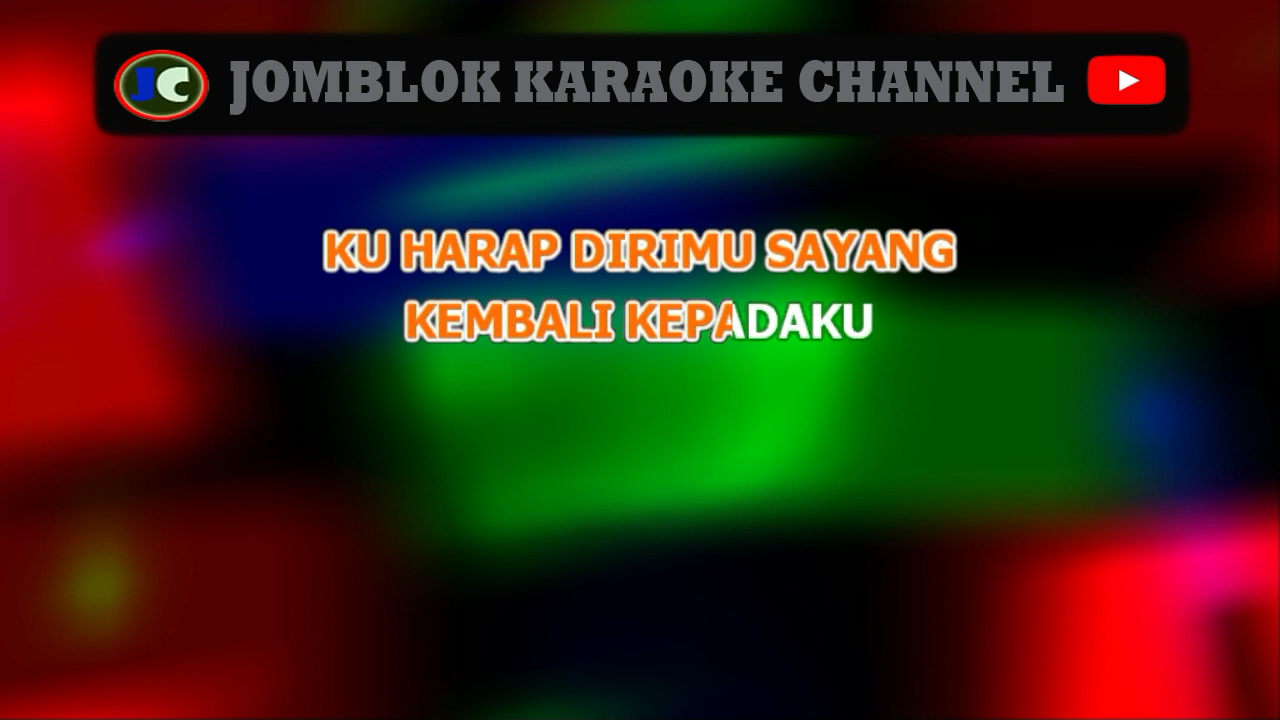 JC JOMBLOK KARAOKE CHANNEL
KU HARAP DIRIMU SAYANG
KEMBALI KEPADAKU